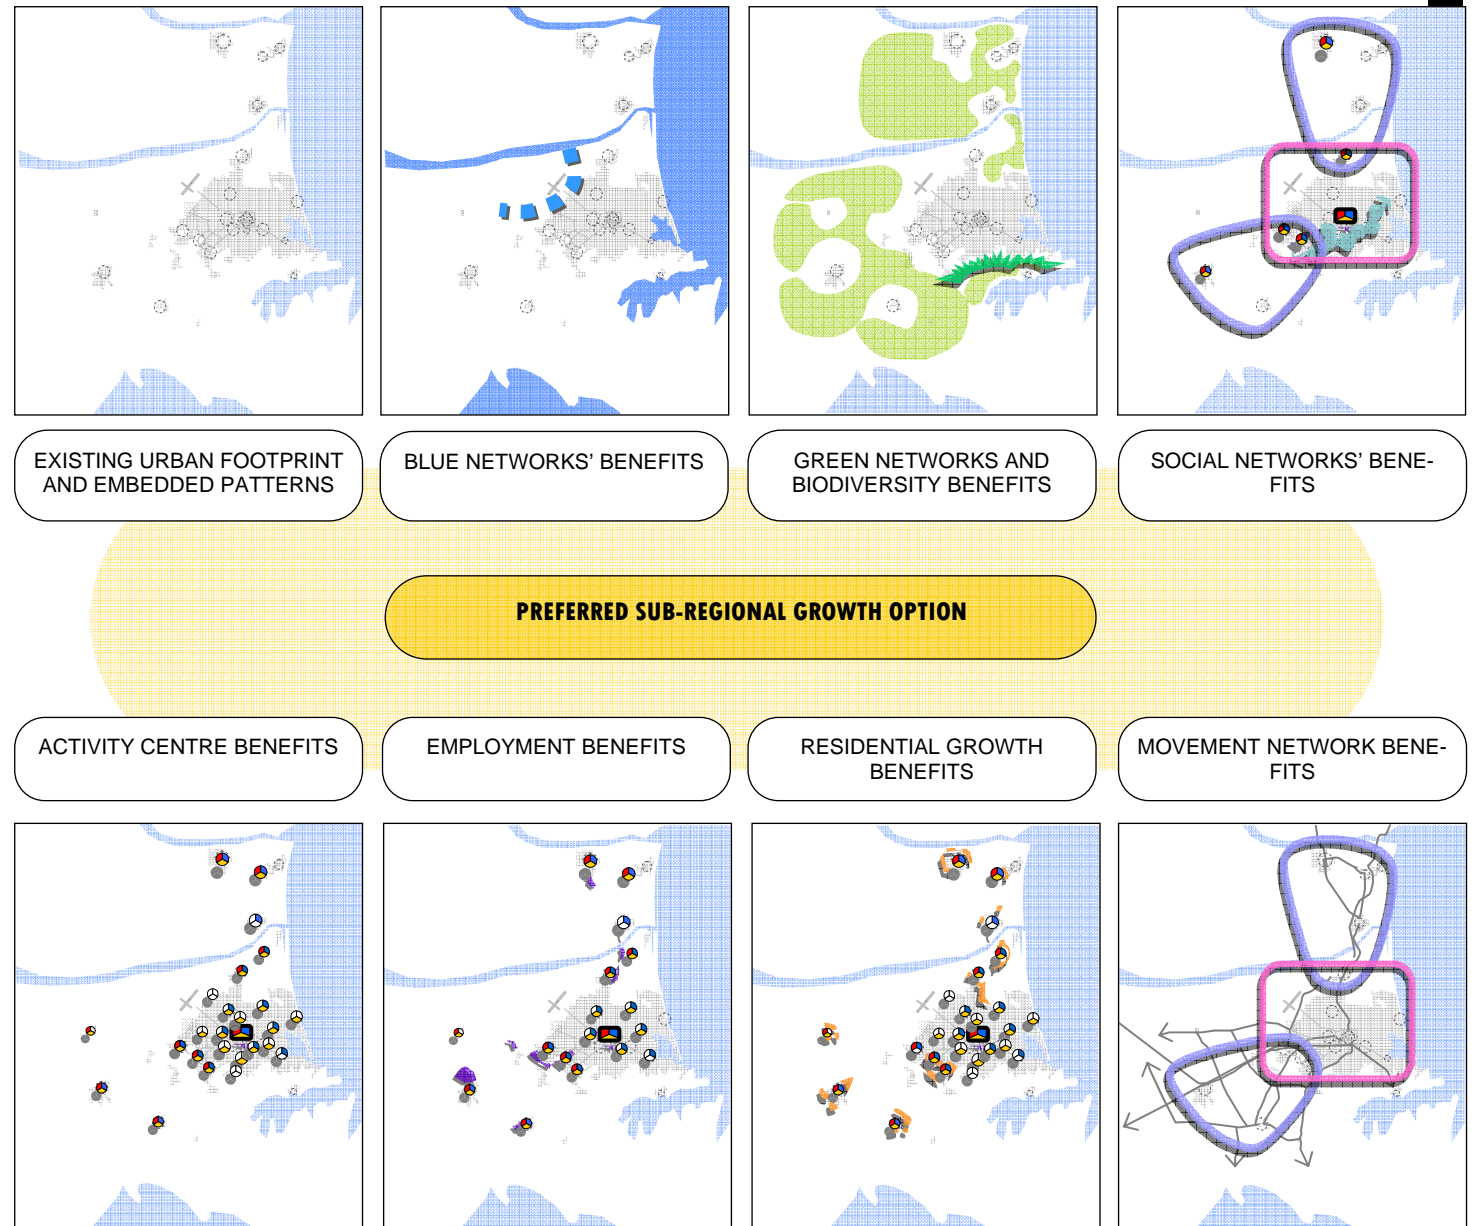 EXISTING URBAN FOOTPRINT
AND EMBEDDED PATTERNS
BLUE NETWORKS' BENEFITS
GREEN NETWORKS AND
BIODIVERSITY BENEFITS
SOCIAL NETWORKS' BENE-
FITS
PREFERRED SUB-REGIONAL GROWTH OPTION
ACTIVITY CENTRE BENEFITS
EMPLOYMENT BENEFITS
RESIDENTIAL GROWTH
BENEFITS
MOVEMENT NETWORK BENE-
FITS